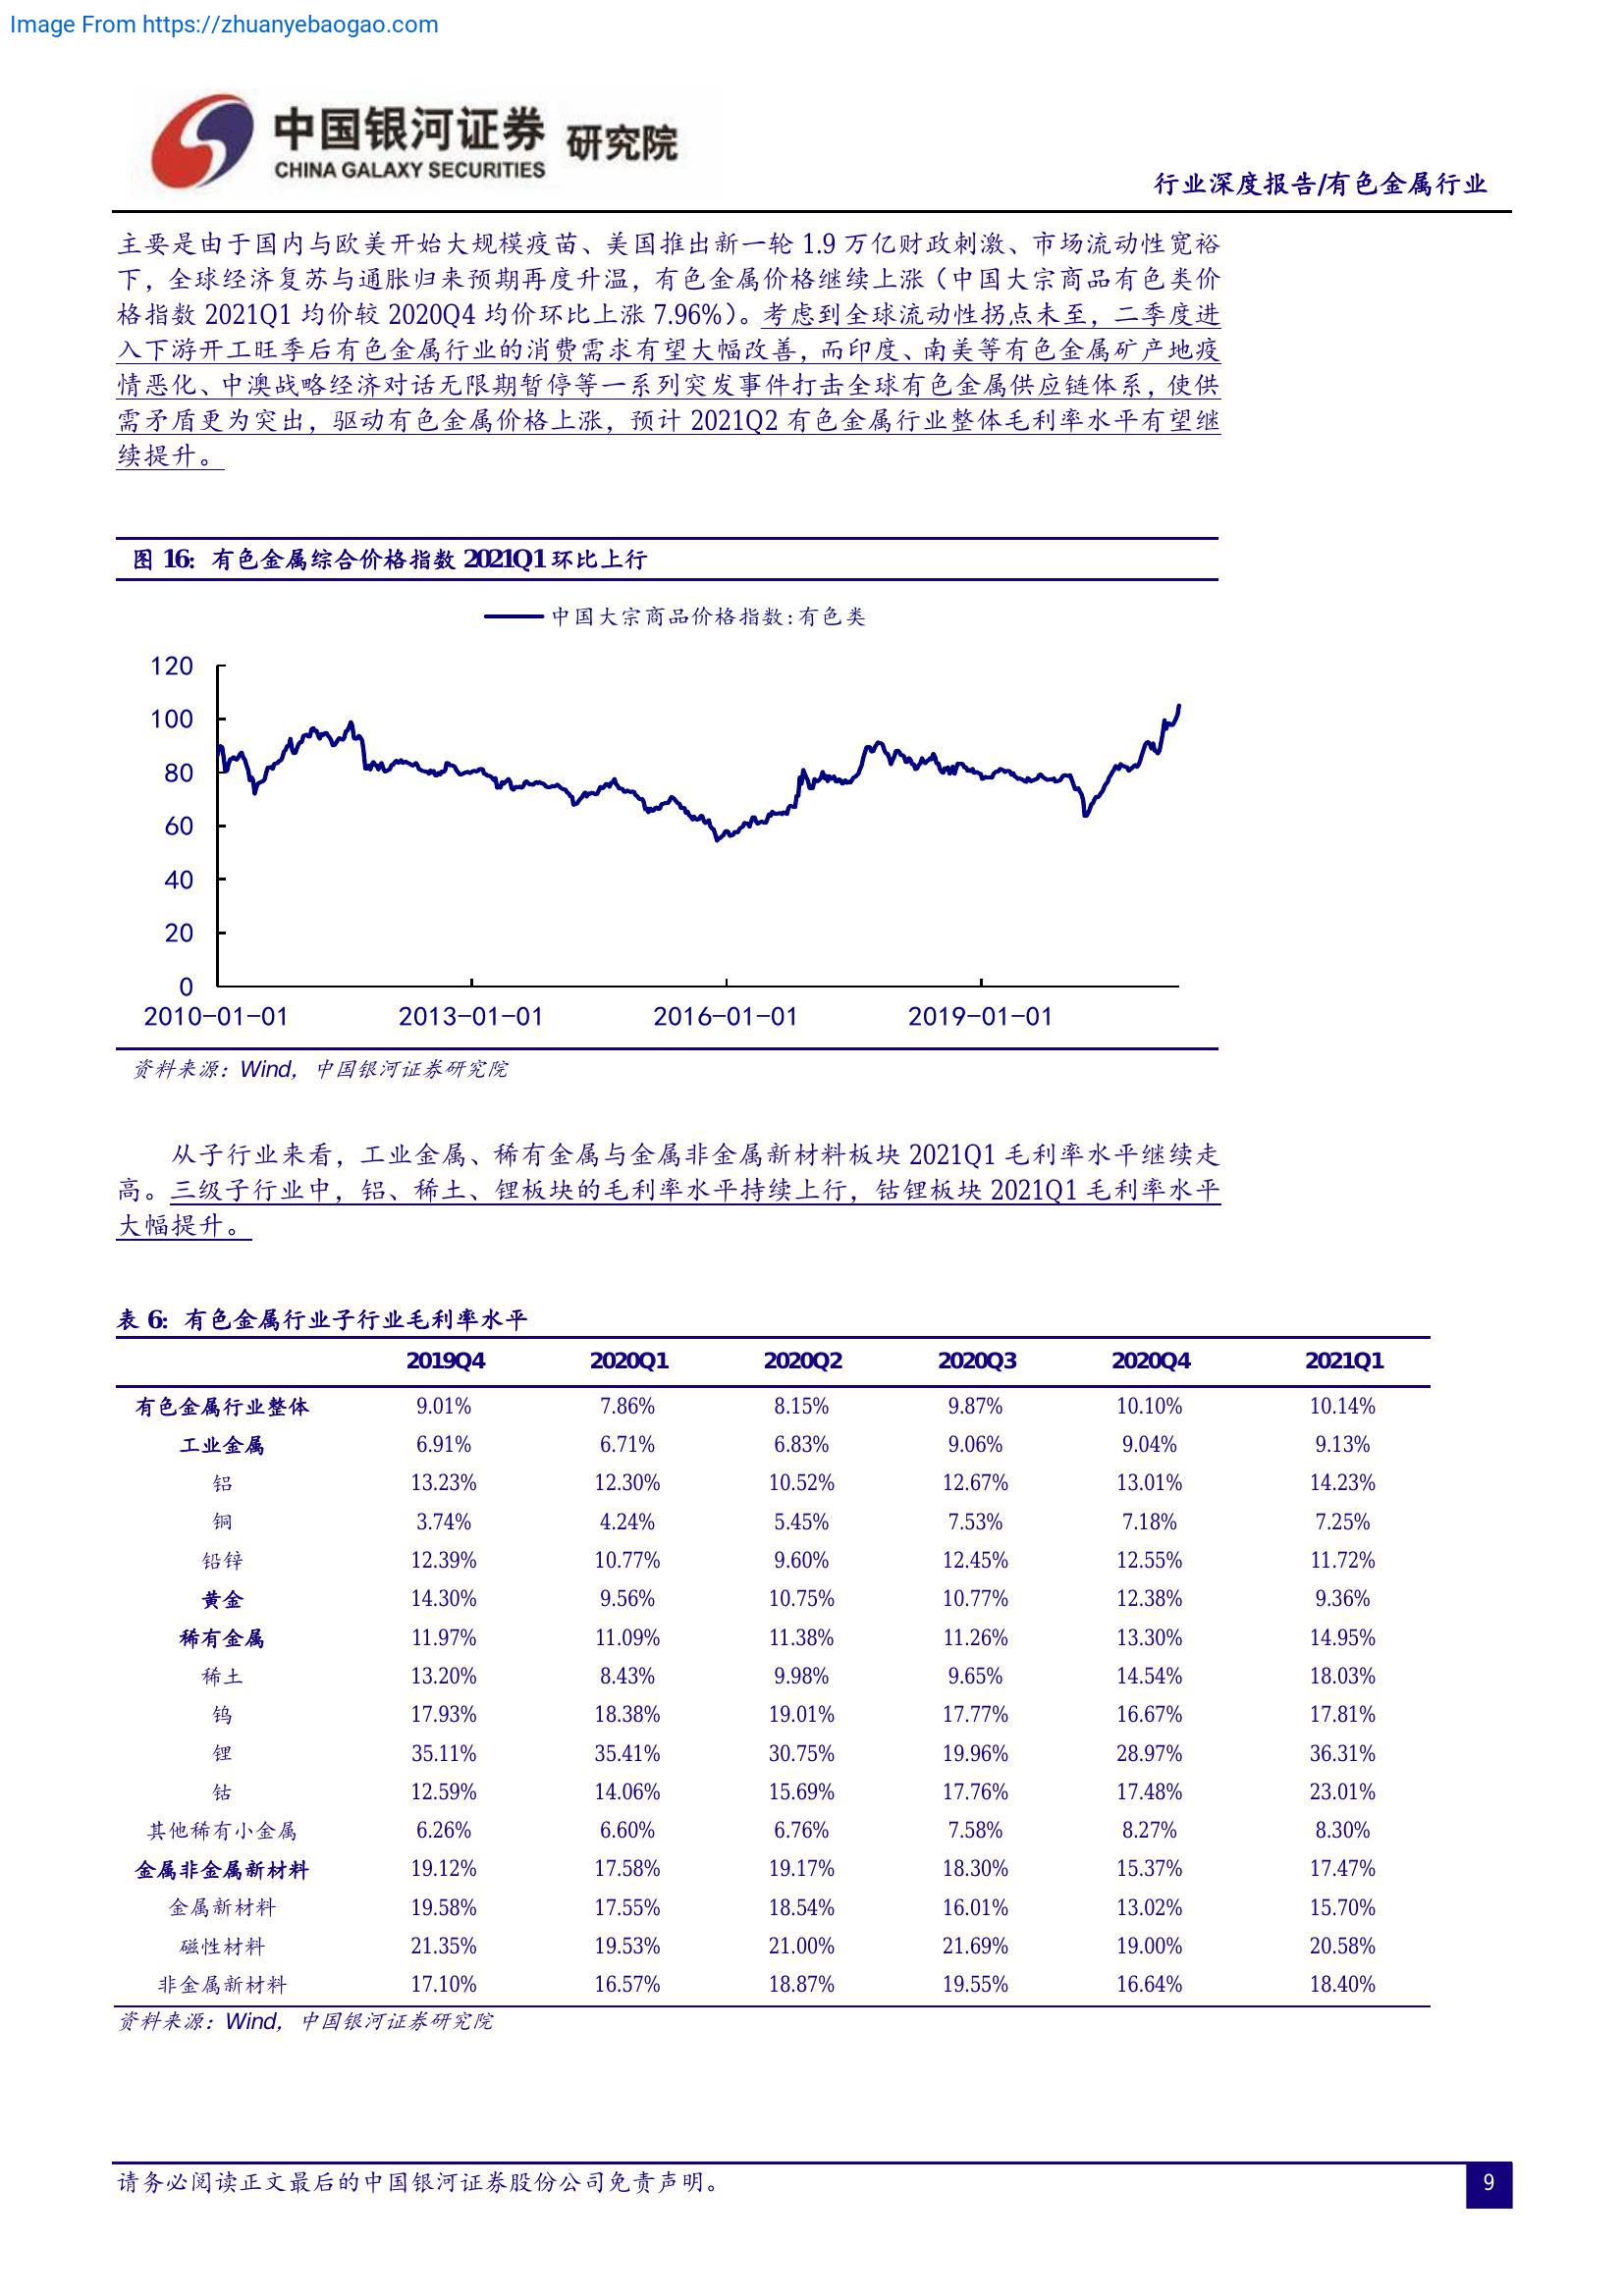 Image From https://zhuanyebaogao.com
中国银河证券 研究院
CHINA GALAXY SECURITIES
行业深度报告/有色金属行业
主要是由于国内与欧美开始大规模疫苗、美国推出新一轮 1.9 万亿财政刺激、市场流动性宽裕
下，全球经济复苏与通胀归来预期再度升温，有色金属价格继续上涨（中国大宗商品有色类价
格指数 2021Q1 均价较 2020Q4 均价环比上涨 7.96%）。考虑到全球流动性拐点未至，二季度进
入下游开工旺季后有色金属行业的消费需求有望大幅改善，而印度、南美等有色金属矿产地疫
情恶化、中澳战略经济对话无限期暂停等一系列突发事件打击全球有色金属供应链体系，使供
需矛盾更为突出，驱动有色金属价格上涨，预计 2021Q2 有色金属行业整体毛利率水平有望继
续提升。
图 16：有色金属综合价格指数 2021Q1 环比上行
中国大宗商品价格指数:有色类
120
100
80
60
40
20
0
2010-01-01 2013-01-01 2016-01-01 2019-01-01
资料来源：Wind，中国银河证券研究院
从子行业来看，工业金属、稀有金属与金属非金属新材料板块 2021Q1 毛利率水平继续走
高。三级子行业中，铝、稀土、锂板块的毛利率水平持续上行，钴锂板块 2021Q1 毛利率水平
大幅提升。
表 6：有色金属行业子行业毛利率水平
2019Q4 2020Q1 2020Q2 2020Q3 2020Q4 2021Q1
有色金属行业整体 9.01% 7.86% 8.15% 9.87% 10.10% 10.14%
工业金属 6.91% 6.71% 6.83% 9.06% 9.04% 9.13%
铝 13.23% 12.30% 10.52% 12.67% 13.01% 14.23%
铜 3.74% 4.24% 5.45% 7.53% 7.18% 7.25%
铅锌 12.39% 10.77% 9.60% 12.45% 12.55% 11.72%
黄金 14.30% 9.56% 10.75% 10.77% 12.38% 9.36%
稀有金属 11.97% 11.09% 11.38% 11.26% 13.30% 14.95%
稀土 13.20% 8.43% 9.98% 9.65% 14.54% 18.03%
钨 17.93% 18.38% 19.01% 17.77% 16.67% 17.81%
锂 35.11% 35.41% 30.75% 19.96% 28.97% 36.31%
钴 12.59% 14.06% 15.69% 17.76% 17.48% 23.01%
其他稀有小金属 6.26% 6.60% 6.76% 7.58% 8.27% 8.30%
金属非金属新材料 19.12% 17.58% 19.17% 18.30% 15.37% 17.47%
金属新材料 19.58% 17.55% 18.54% 16.01% 13.02% 15.70%
磁性材料 21.35% 19.53% 21.00% 21.69% 19.00% 20.58%
非金属新材料 17.10% 16.57% 18.87% 19.55% 16.64% 18.40%
资料来源：Wind，中国银河证券研究院
请务必阅读正文最后的中国银河证券股份公司免责声明。
9